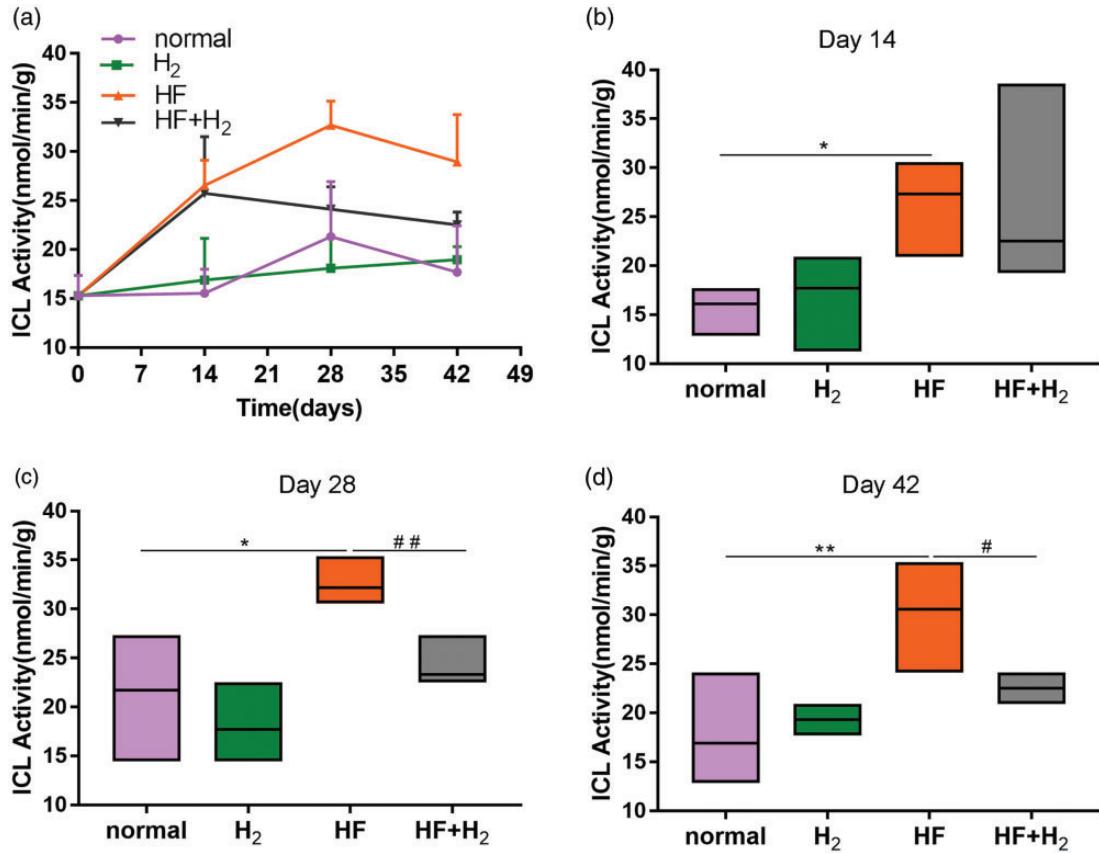 (a)
normal
H₂
HF
HF+H₂
ICL Activity(nmol/min/g)
40
35
30
25
20
15
10
0 7 14 21 28 35 42 49
Time(days)
(b)
Day 14
ICL Activity(nmol/min/g)
40
35
30
25
20
15
10
*
normal H₂ HF HF+H₂
(c)
Day 28
ICL Activity(nmol/min/g)
40
35
30
25
20
15
10
* ##
normal H₂ HF HF+H₂
(d)
Day 42
ICL Activity(nmol/min/g)
40
35
30
25
20
15
10
** #
normal H₂ HF HF+H₂